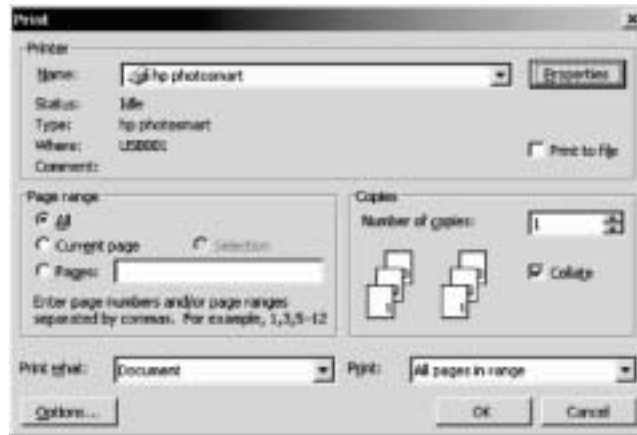 Print
Printer
Name: hp photosmart Properties
Status: Idle
Type: hp photosmart
Where: USB001
Comment:
Print to file
Page range
All
Current page Selection
Pages:
Enter page numbers and/or page ranges
separated by commas. For example, 1,3,5-12
Copies
Number of copies: 1
Collate
Print what: Document
Print: All pages in range
Options... OK Cancel